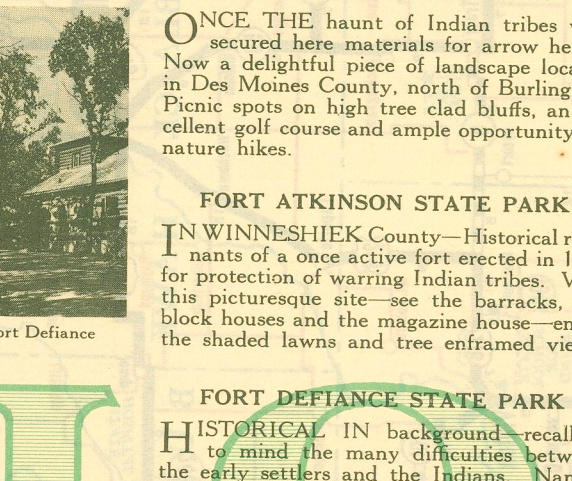 ONCE THE haunt of Indian tribes
secured here materials for arrow
Now a delightful piece of landscape
in Des Moines County, north of
Picnic spots on high tree clad bluffs,
cellent golf course and ample opportunity
nature hikes.
FORT ATKINSON STATE PARK
IN WINNESHIEK County—Historical
nants of a once active fort erected in
for protection of warring Indian tribes.
this picturesque site—see the barracks,
block houses and the magazine house—
the shaded lawns and tree enframed
ort Defiance
FORT DEFIANCE STATE PARK
HISTORICAL IN background—
to mind the many difficulties
the early settlers and the Indians.